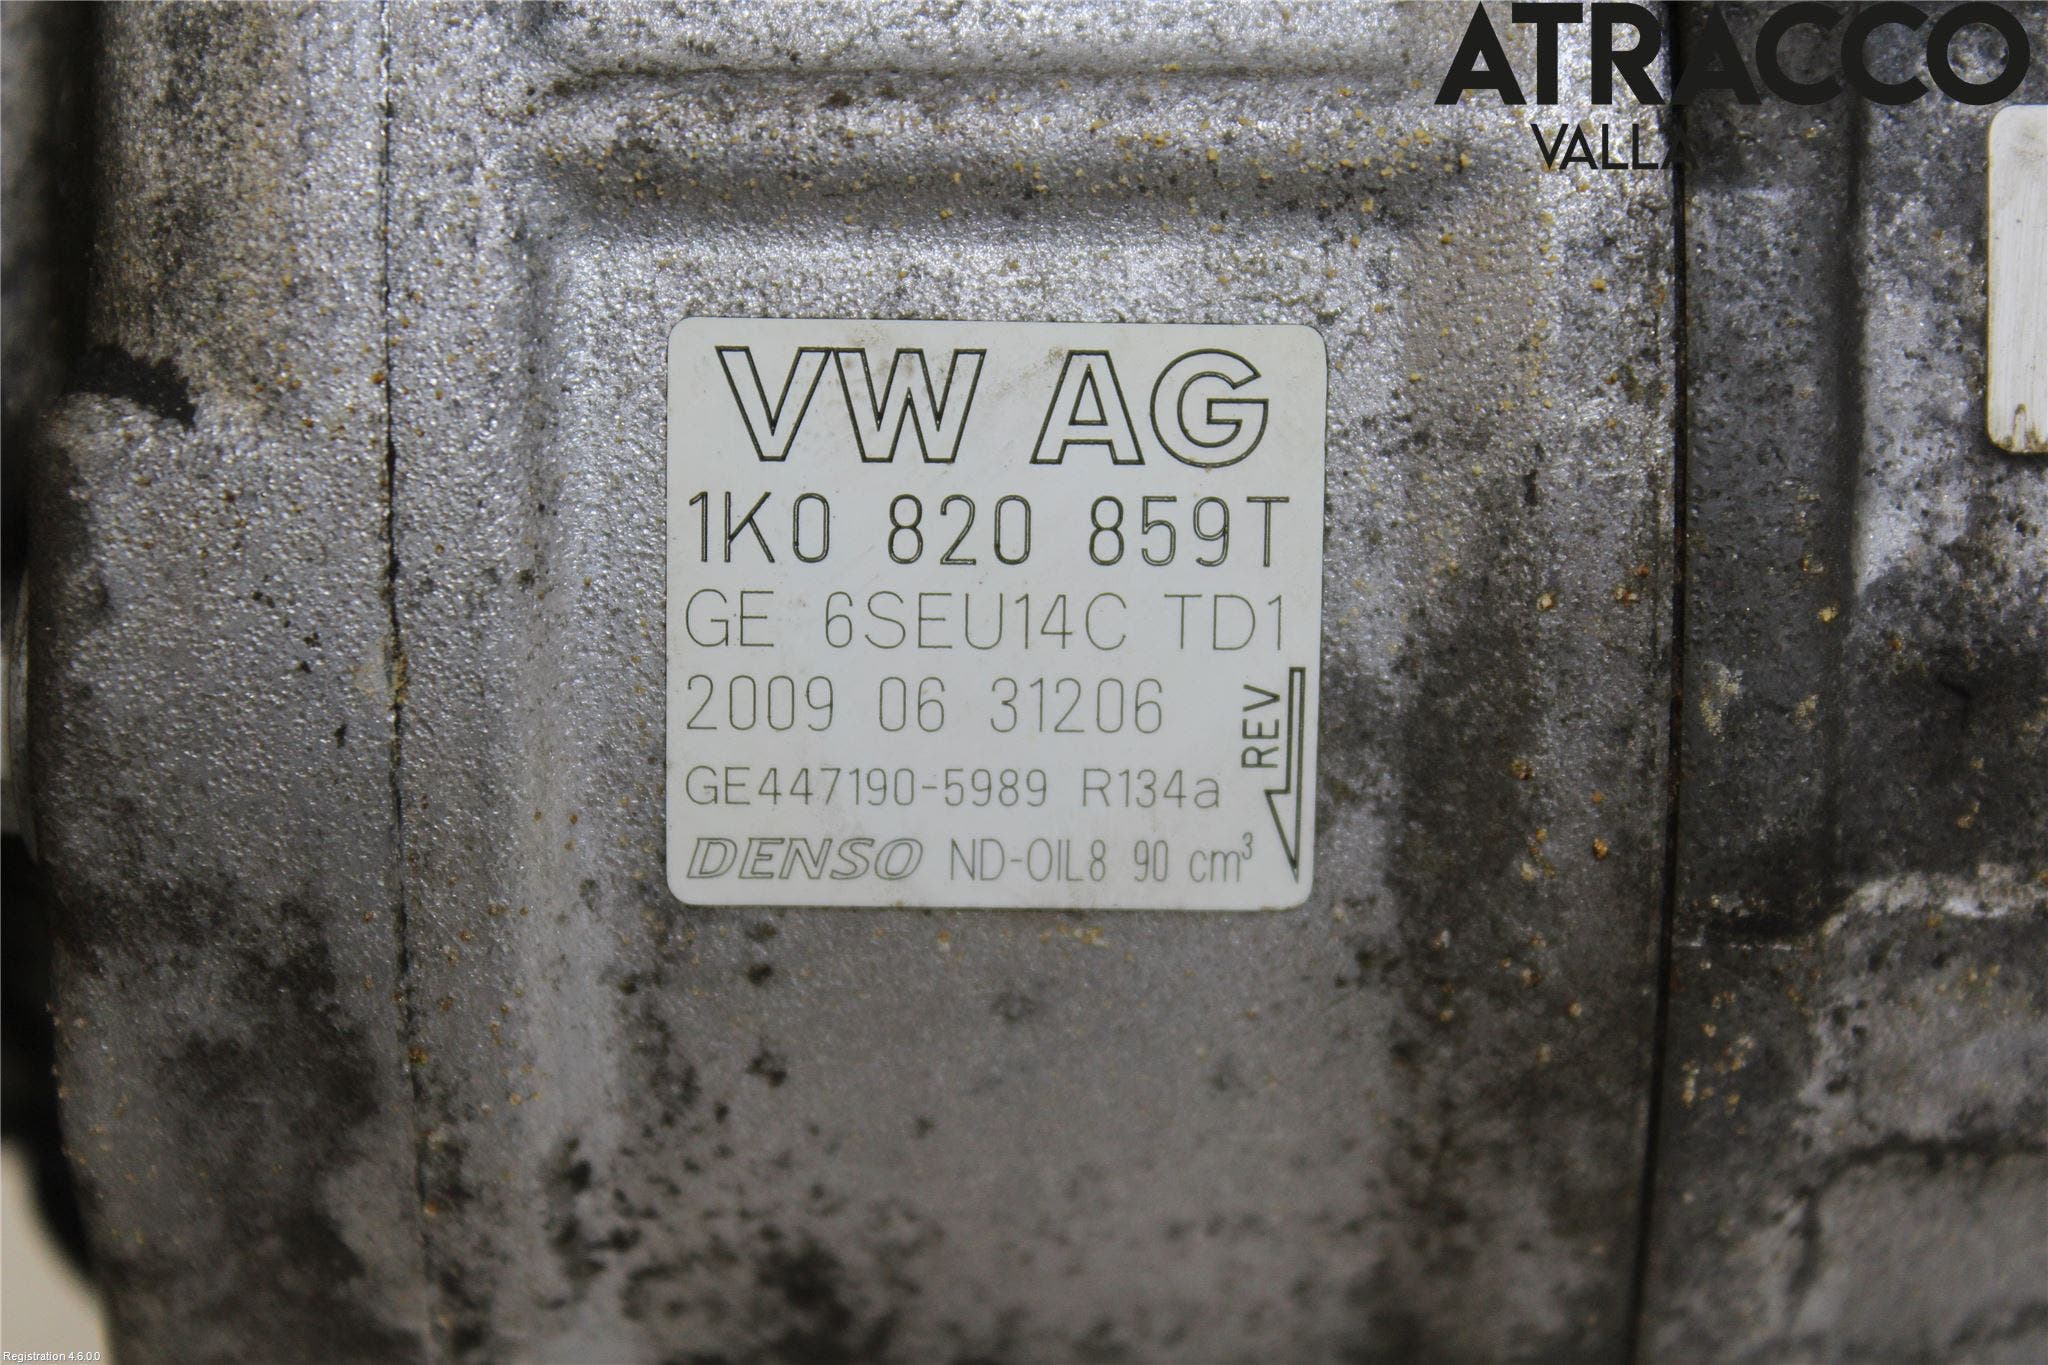 ATRACCO
VALLA
VW AG
1K0 820 859T
GE 6SEU14C TD1
2009 06 31206
REV
GE447190-5989 R134a
DENSO ND-OIL8 90 cm³
Registration 4.6.0.0